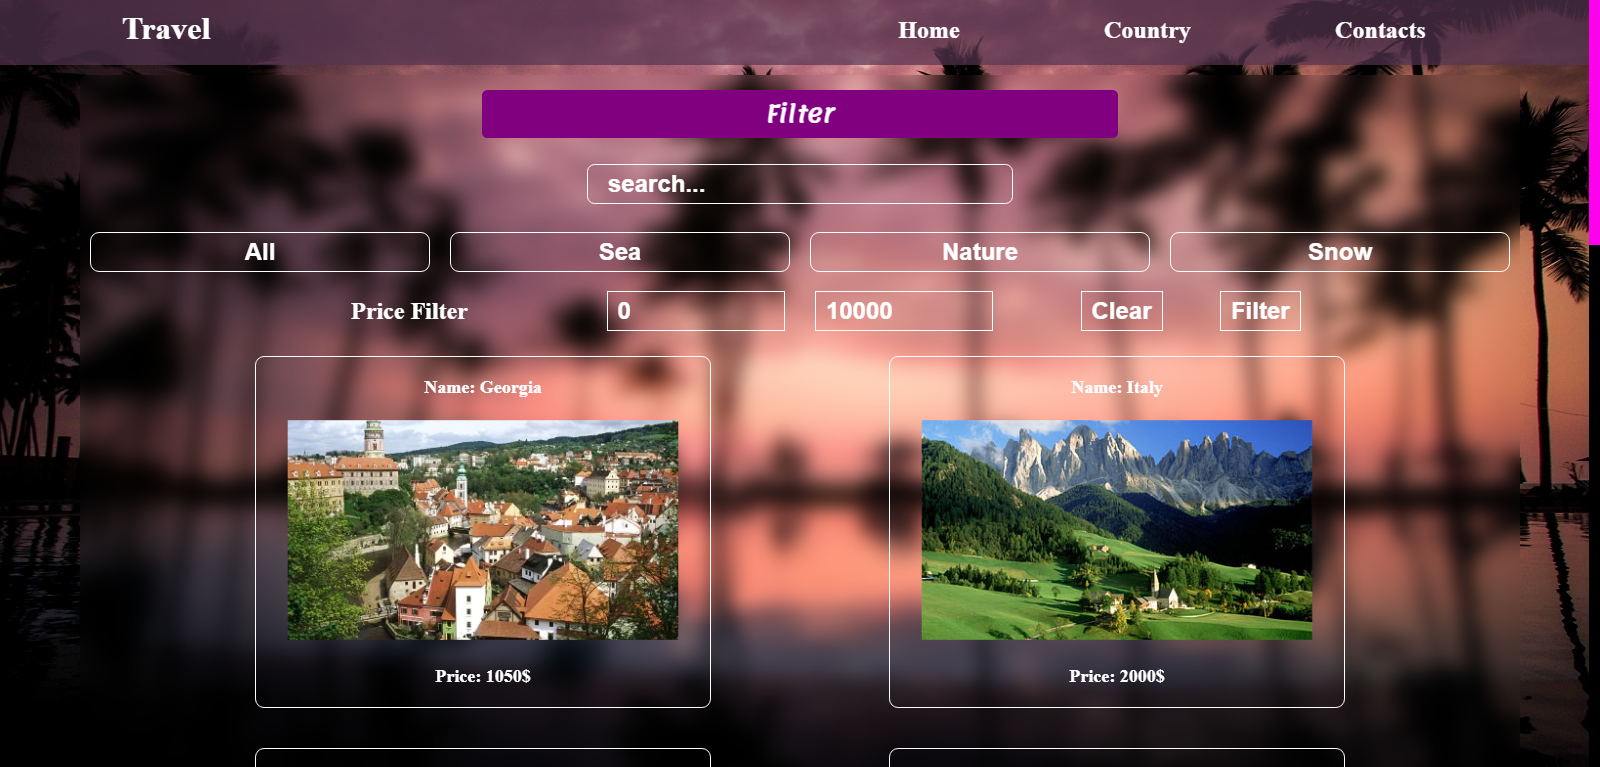 Travel Home Country Contacts
Filter
search...
All Sea Nature Snow
Price Filter 0 10000 Clear Filter
Name: Georgia
Price: 1050$
Name: Italy
Price: 2000$